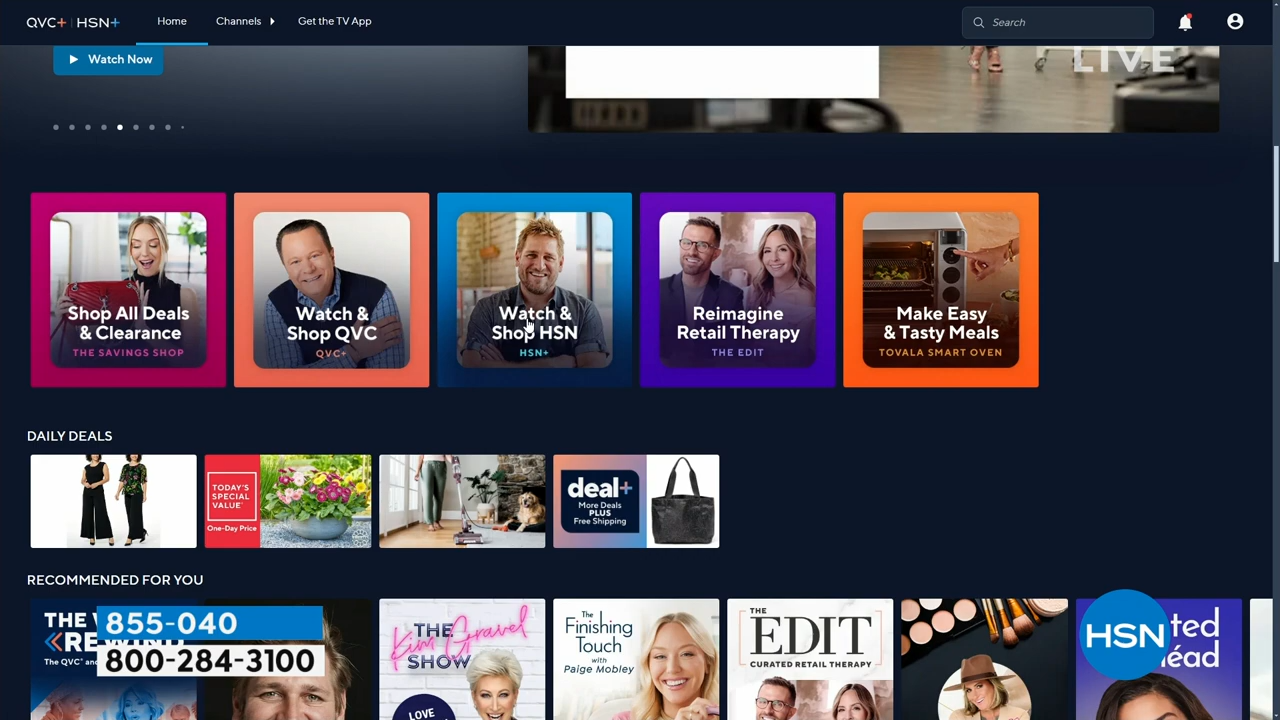 QVC+ | HSN+
Home
Channels
Get the TV App
Search
Watch Now
LIVE
Shop All Deals
& Clearance
THE SAVINGS SHOP
Watch &
Shop QVC
QVC+
Watch &
Shop HSN
HSN+
Reimagine
Retail Therapy
THE EDIT
Make Easy
& Tasty Meals
TOVALA SMART OVEN
DAILY DEALS
TODAY'S
SPECIAL
VALUE®
One-Day Price
deal+
More Deals
PLUS
Free Shipping
RECOMMENDED FOR YOU
THE
The QVC+ and
855-040
800-284-3100
THE
Kim Gravel
SHOW
LOVE
The
Finishing
Touch
with
Paige Mobley
THE
EDIT
CURATED RETAIL THERAPY
HSN